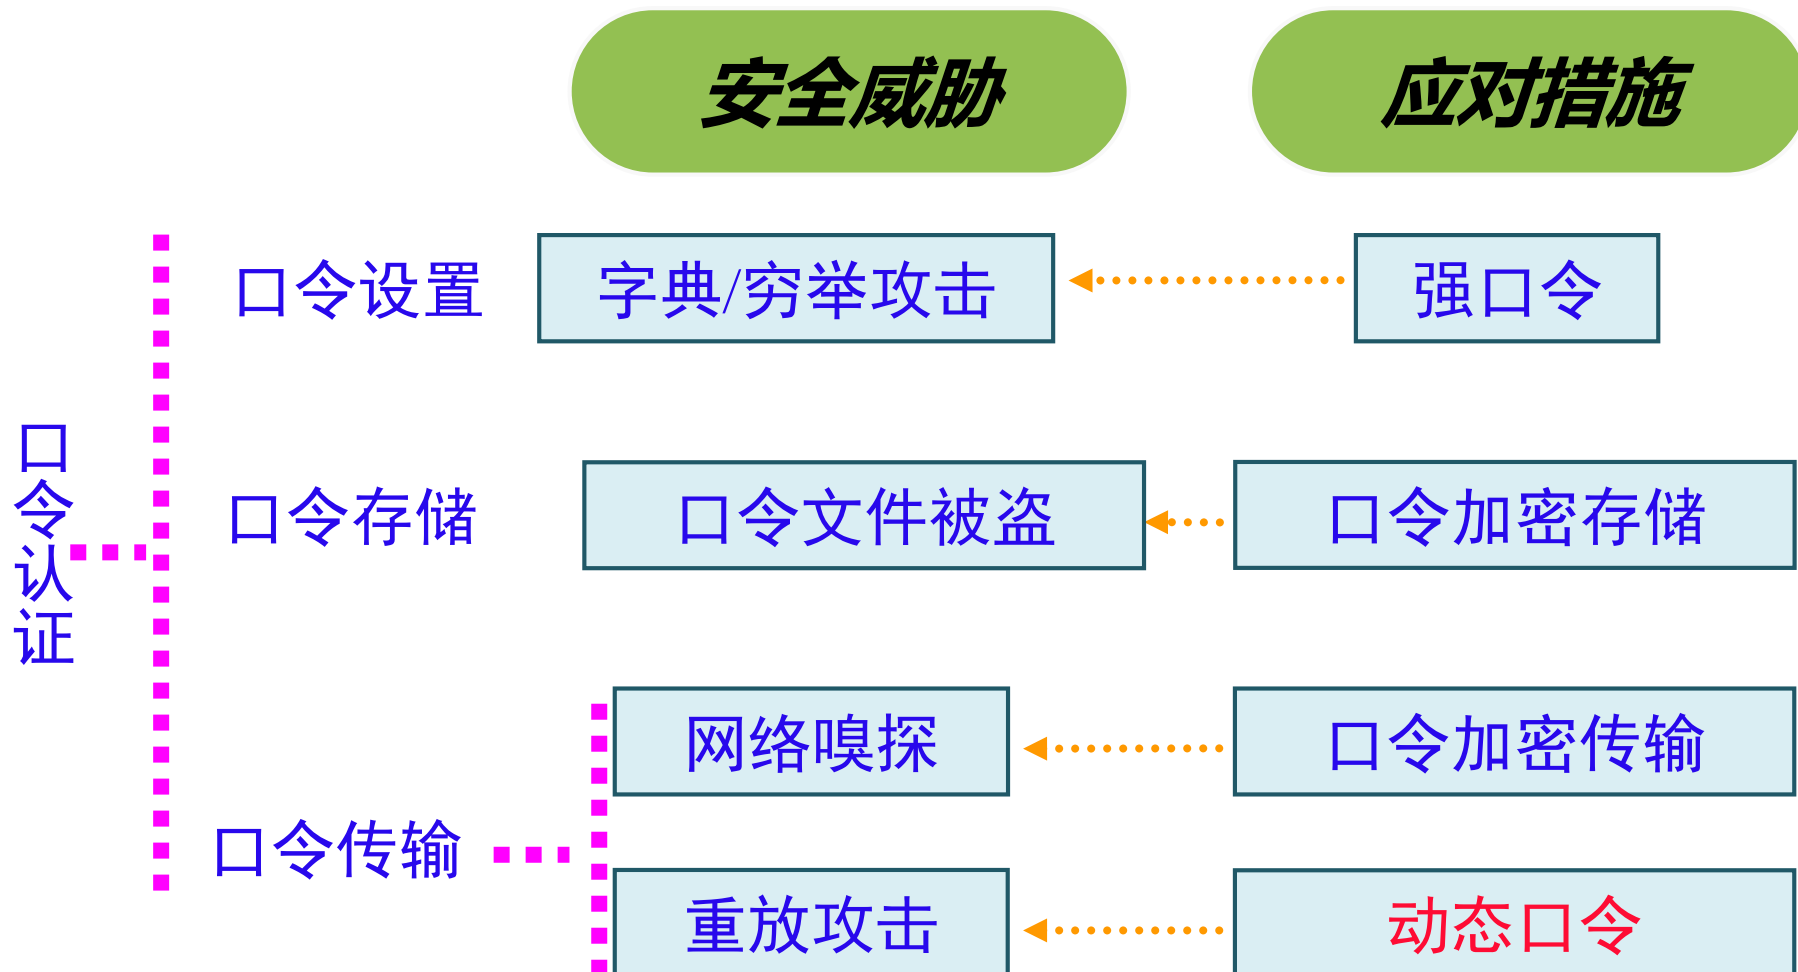 安全威胁
应对措施
口令认证
口令设置
字典/穷举攻击
强口令
口令存储
口令文件被盗
口令加密存储
口令传输
网络嗅探
口令加密传输
重放攻击
动态口令